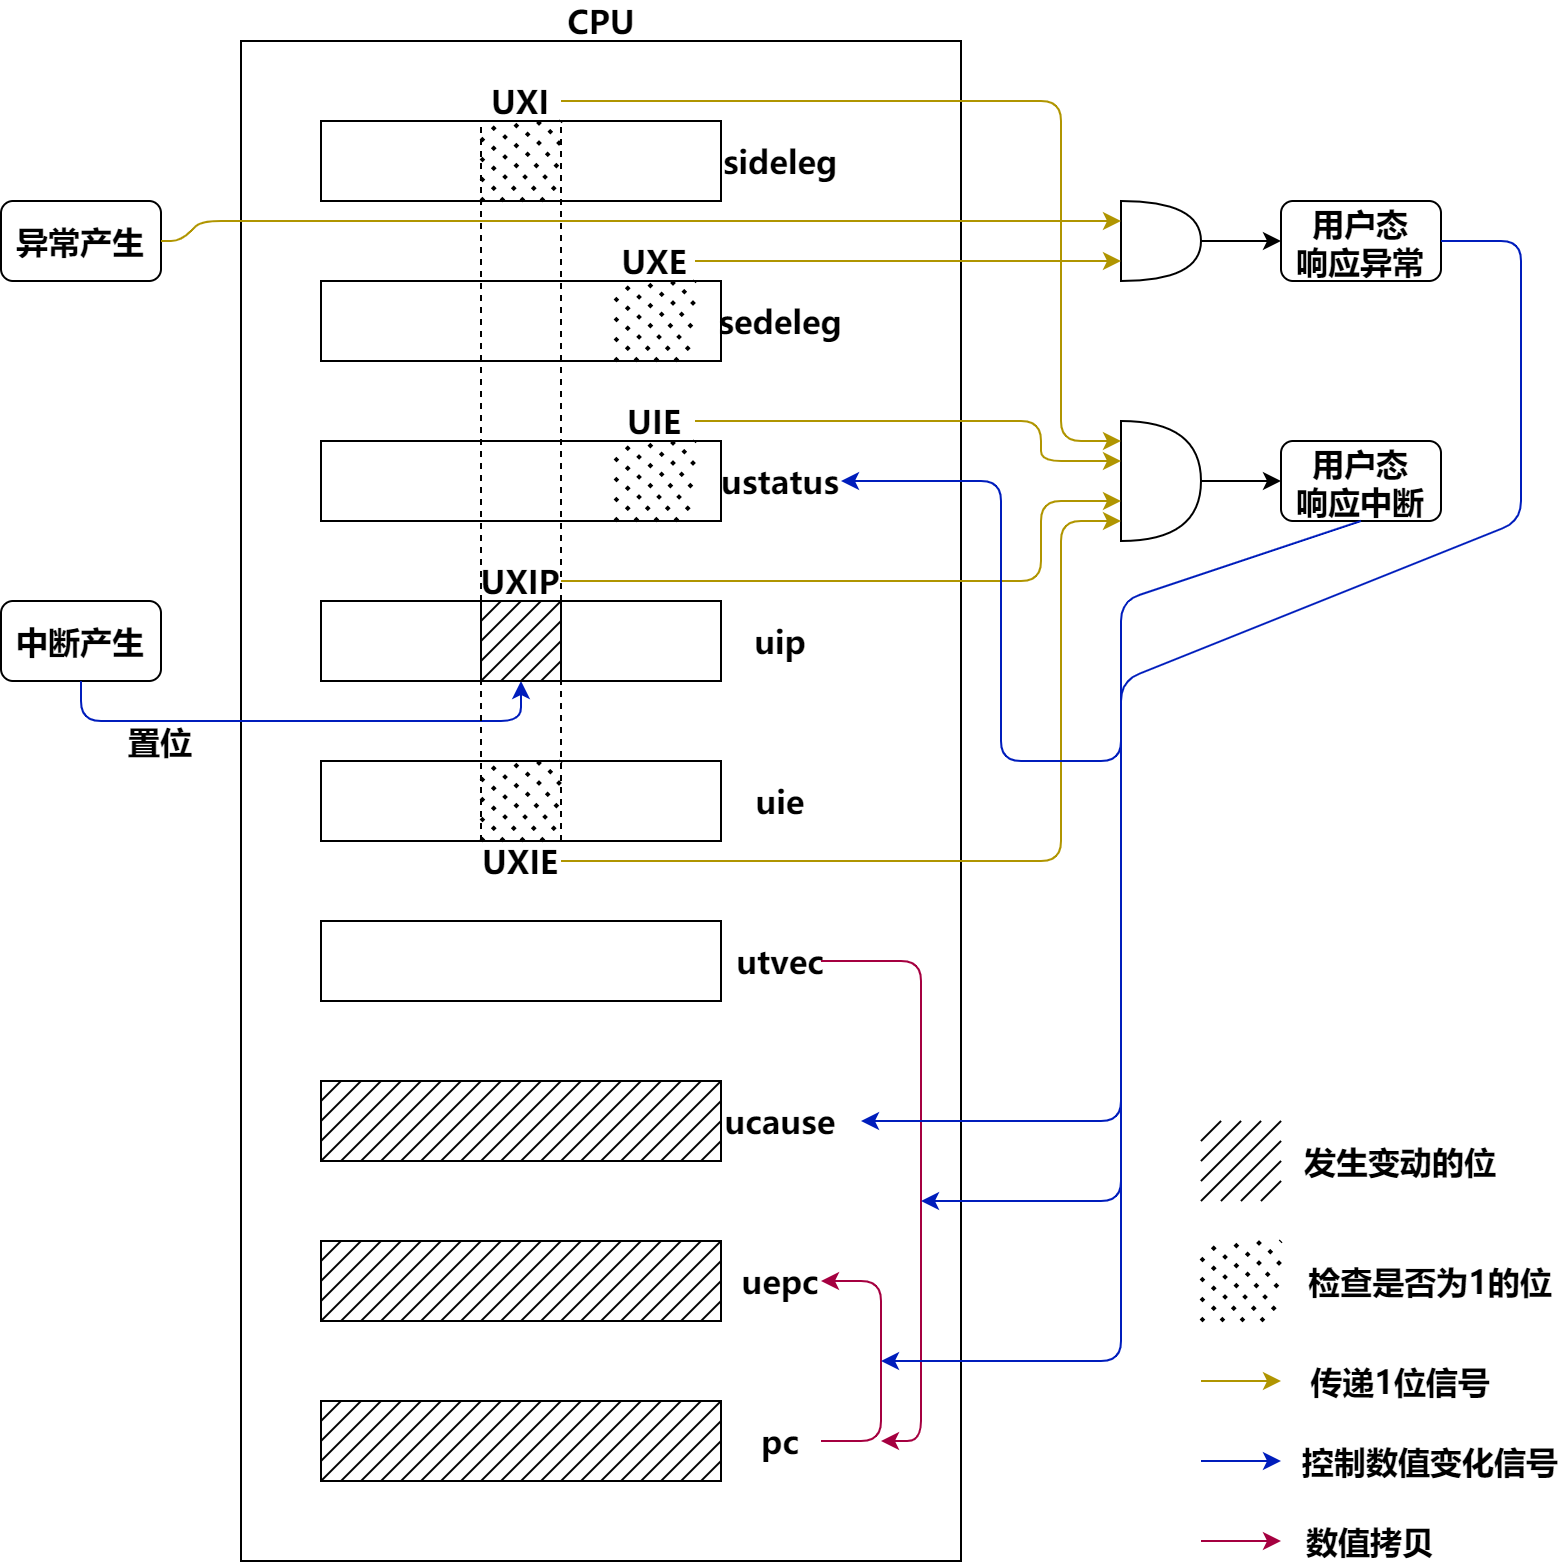 CPU
UXI
sideleg
异常产生
UXE
用户态
响应异常
sedeleg
UIE
ustatus
用户态
响应中断
UXIP
中断产生
uip
置位
uie
UXIE
utvec
ucause
发生变动的位
uepc
检查是否为1的位
传递1位信号
pc
控制数值变化信号
数值拷贝